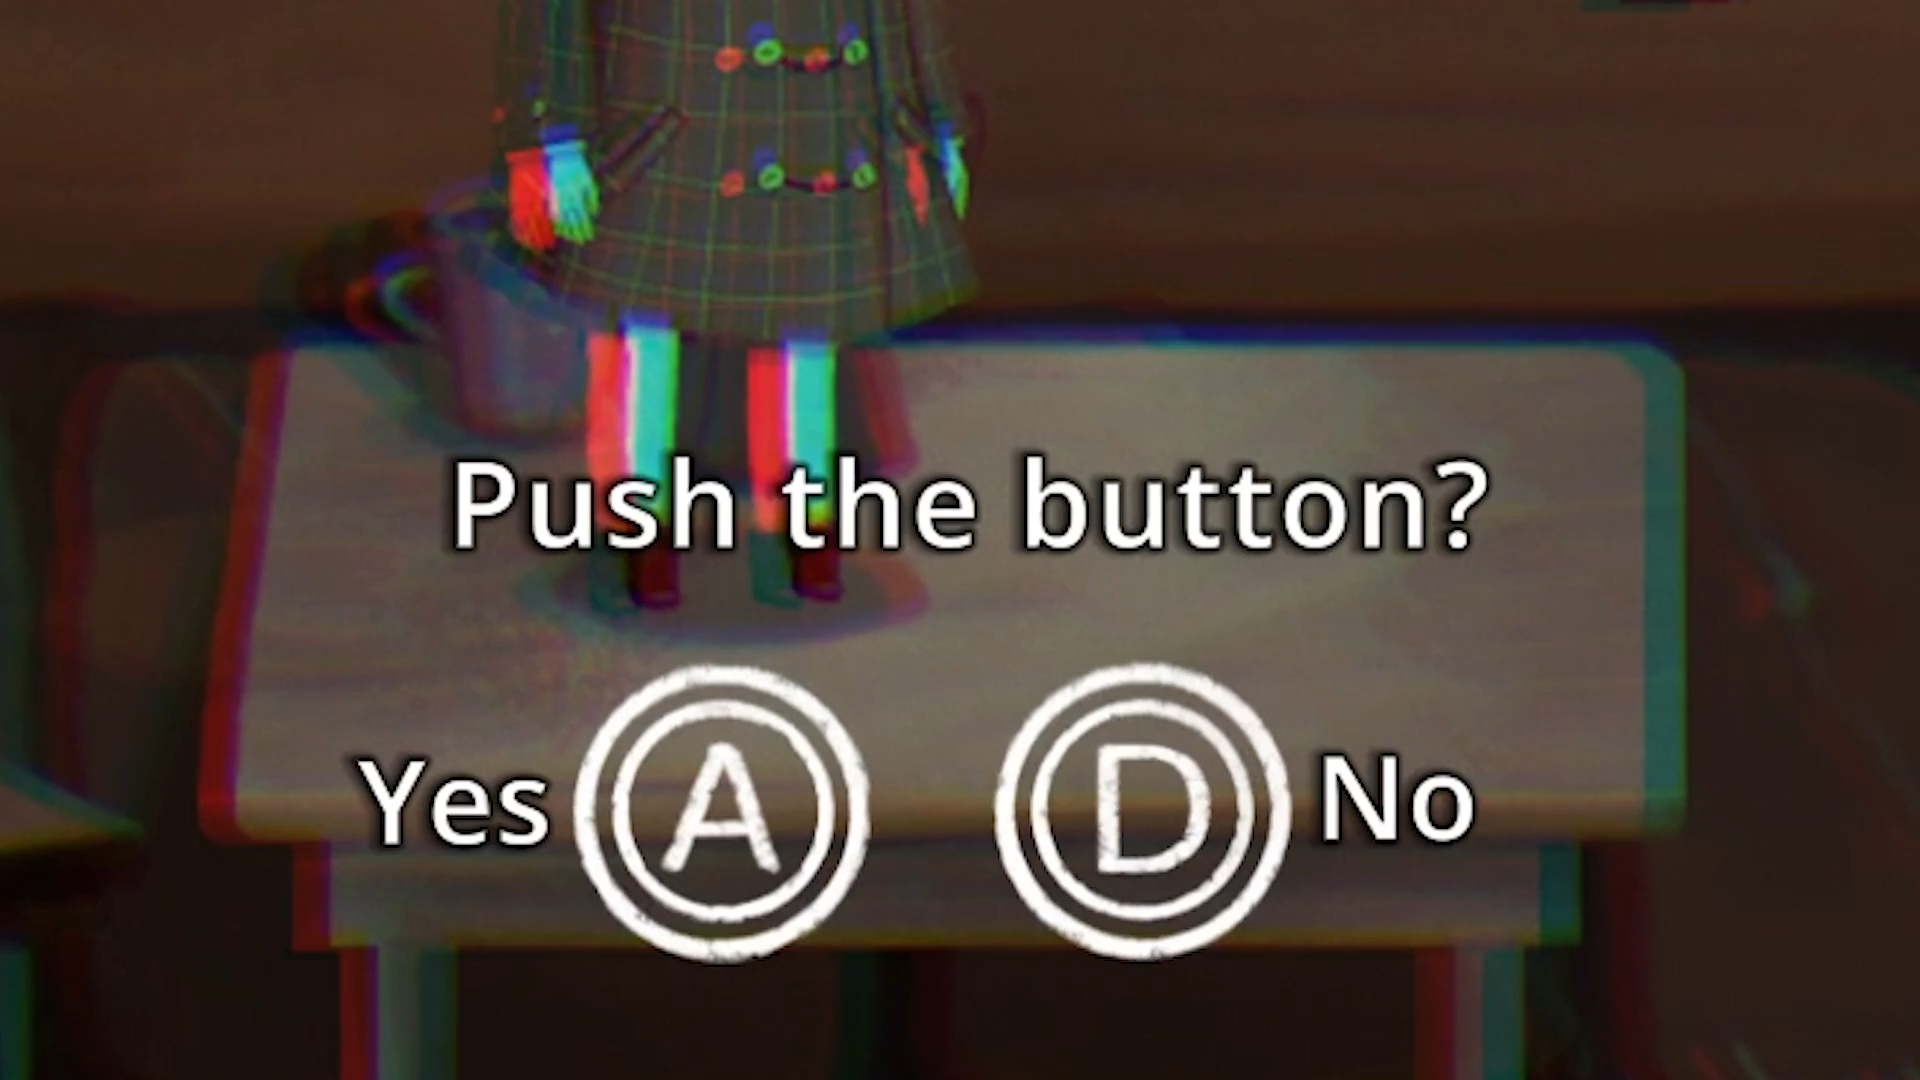 Push the button?
Yes A D No